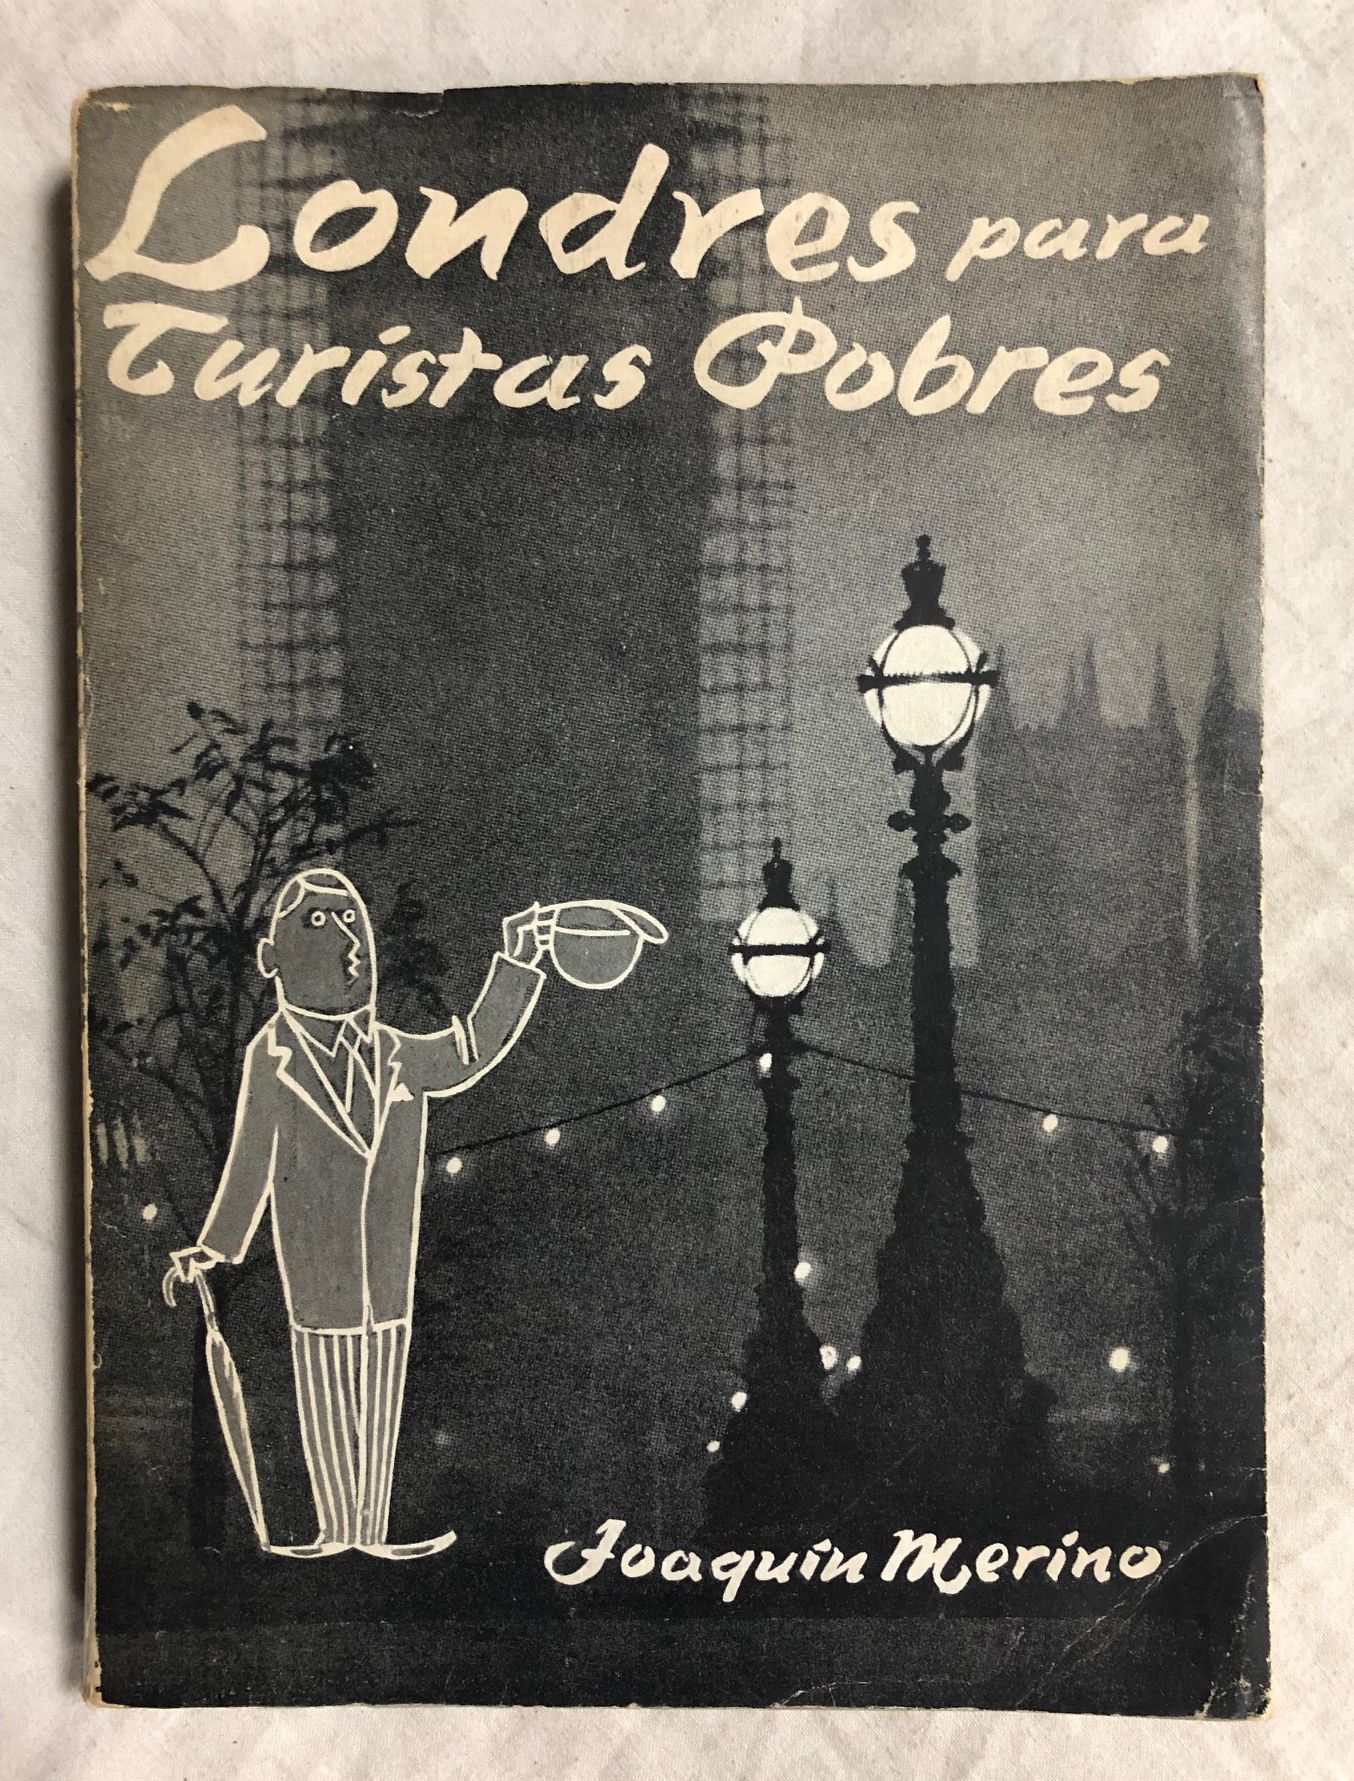 Londres para
Turistas Pobres
Joaquín Merino